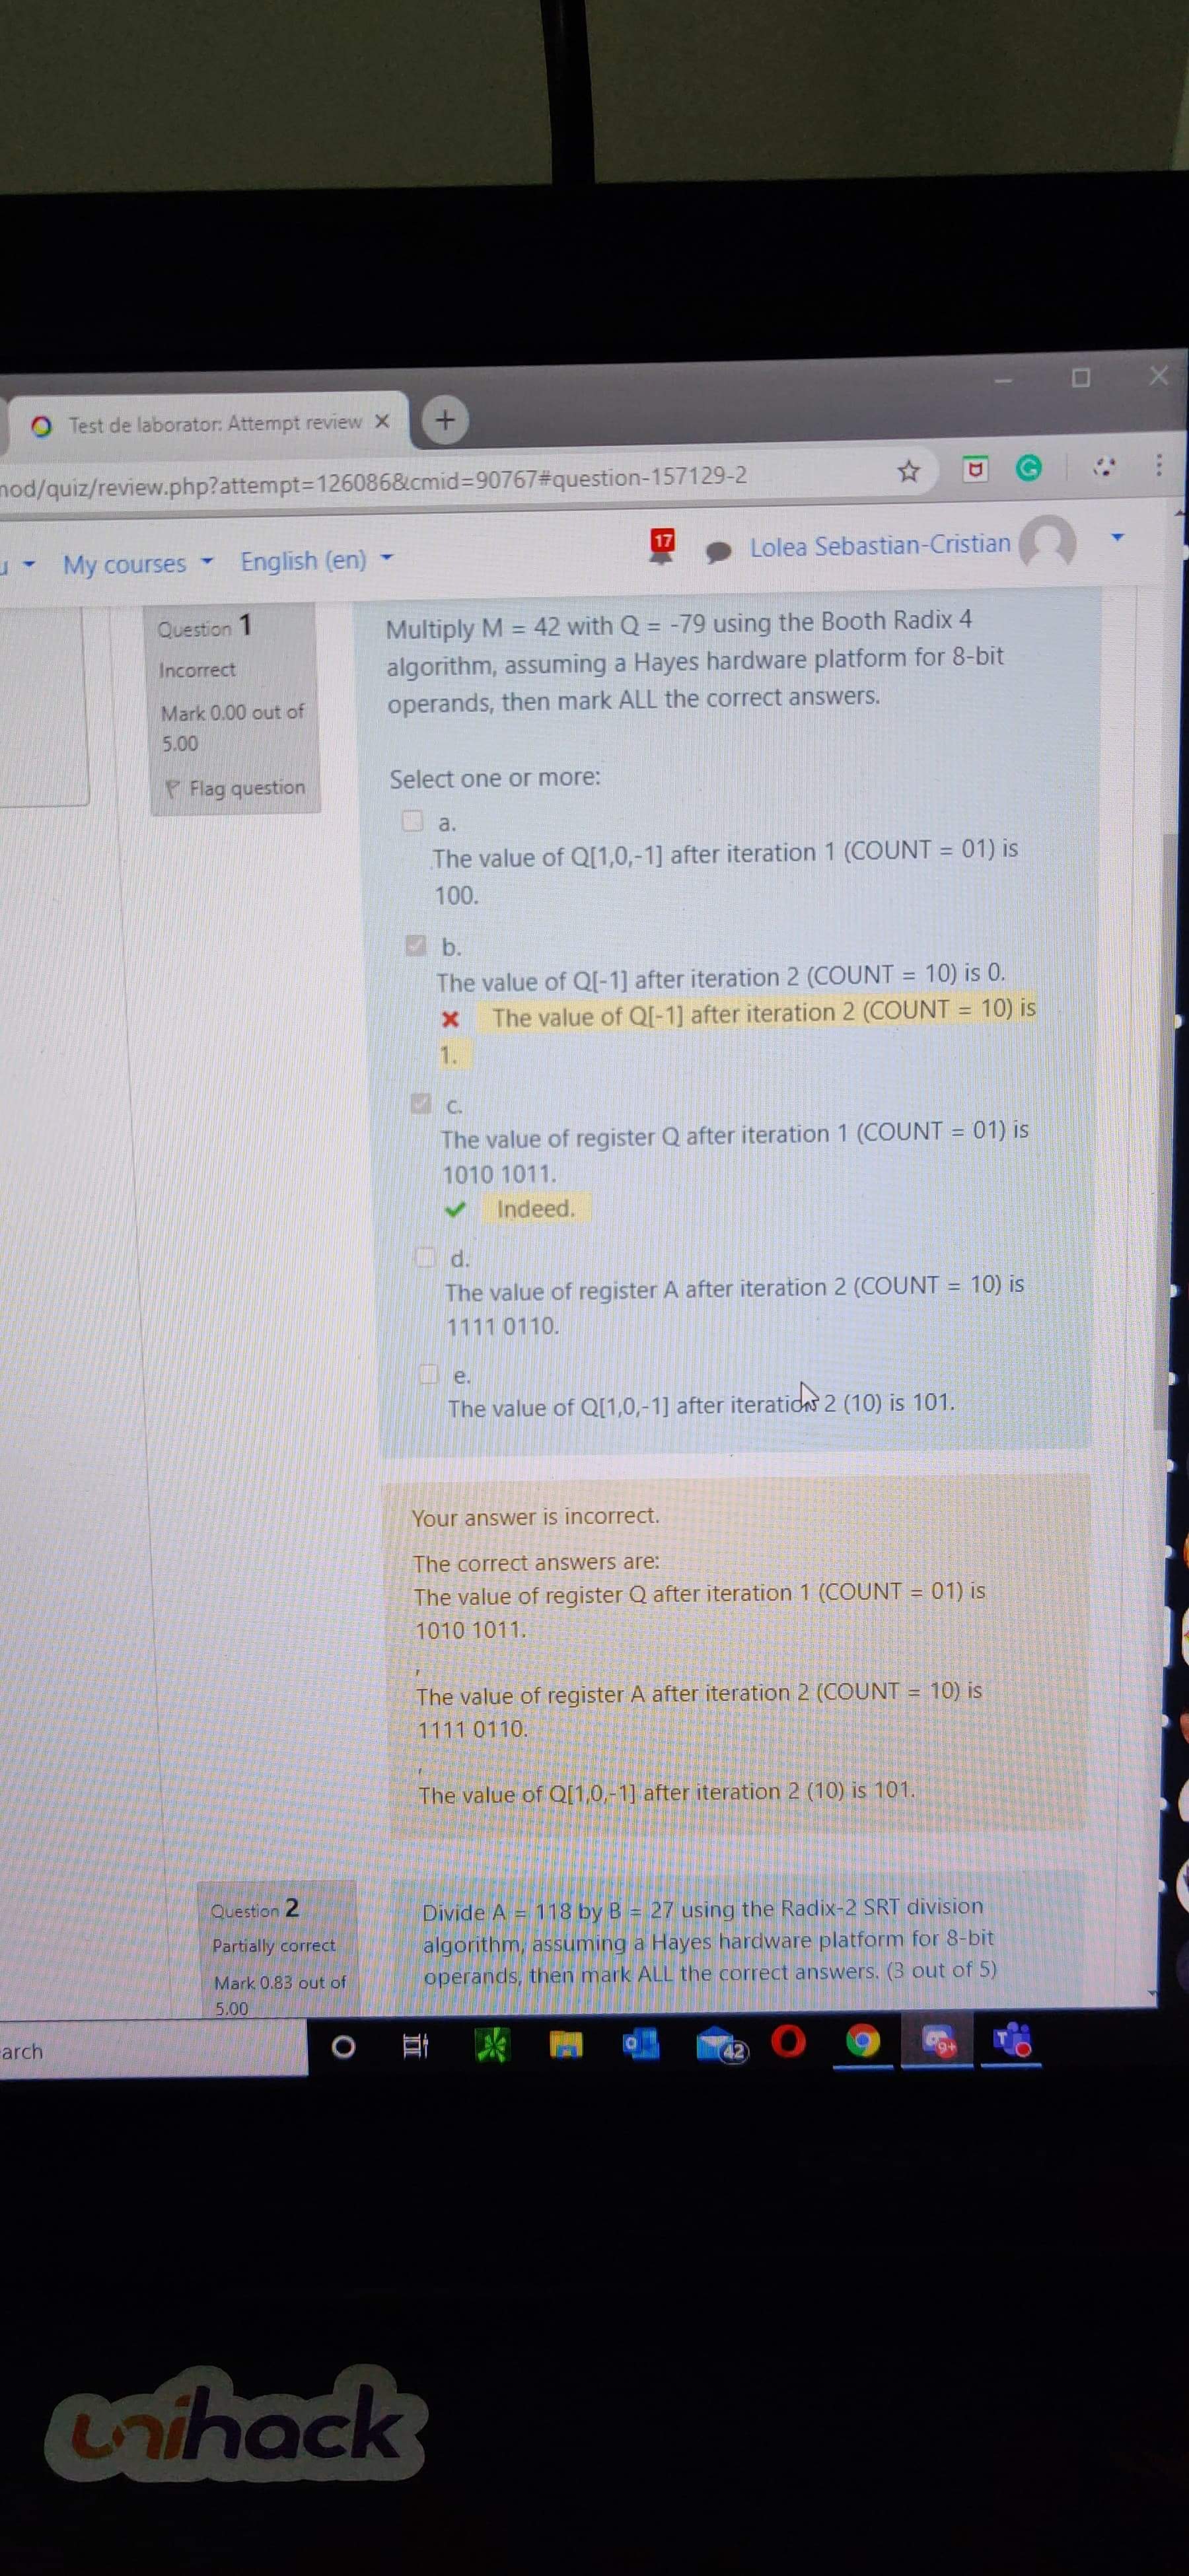 Test de laborator: Attempt review
nod/quiz/review.php?attempt=126086&cmid=90767#question-157129-2
My courses English (en) 17 Lolea Sebastian-Cristian
Question 1
Incorrect
Mark 0.00 out of
5.00
Flag question
Multiply M = 42 with Q = -79 using the Booth Radix 4
algorithm, assuming a Hayes hardware platform for 8-bit
operands, then mark ALL the correct answers.
Select one or more:
a.
The value of Q[1,0,-1] after iteration 1 (COUNT = 01) is
100.
b.
The value of Q[-1] after iteration 2 (COUNT = 10) is 0.
The value of Q[-1] after iteration 2 (COUNT = 10) is
1.
c.
The value of register Q after iteration 1 (COUNT = 01) is
1010 1011.
Indeed.
d.
The value of register A after iteration 2 (COUNT = 10) is
1111 0110.
e.
The value of Q[1,0,-1] after iteration 2 (10) is 101.
Your answer is incorrect.
The correct answers are:
The value of register Q after iteration 1 (COUNT = 01) is
1010 1011.
,
The value of register A after iteration 2 (COUNT = 10) is
1111 0110.
,
The value of Q[1,0,-1] after iteration 2 (10) is 101.
Question 2
Partially correct
Mark 0.83 out of
5.00
Divide A = 118 by B = 27 using the Radix-2 SRT division
algorithm, assuming a Hayes hardware platform for 8-bit
operands, then mark ALL the correct answers. (3 out of 5)
earch
42
9+
unihack